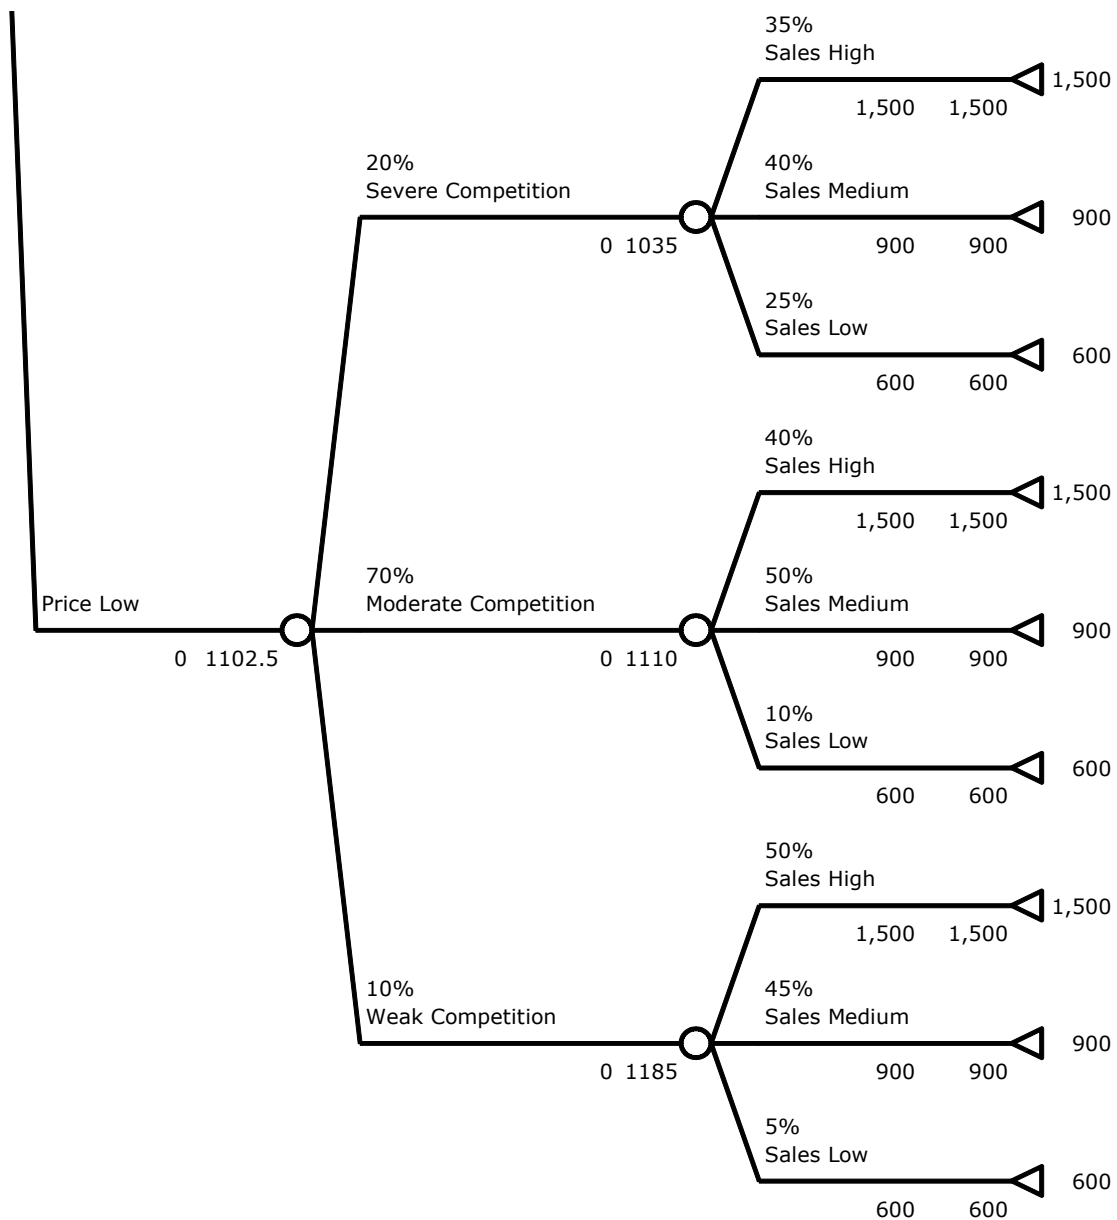 35%
Sales High
1,500
1,500 1,500
20%
Severe Competition
40%
Sales Medium
900
0 1035
900 900
25%
Sales Low
600
600 600
40%
Sales High
1,500
1,500 1,500
Price Low
70%
Moderate Competition
50%
Sales Medium
900
0 1102.5
0 1110
900 900
10%
Sales Low
600
600 600
50%
Sales High
1,500
1,500 1,500
10%
Weak Competition
45%
Sales Medium
900
0 1185
900 900
5%
Sales Low
600
600 600